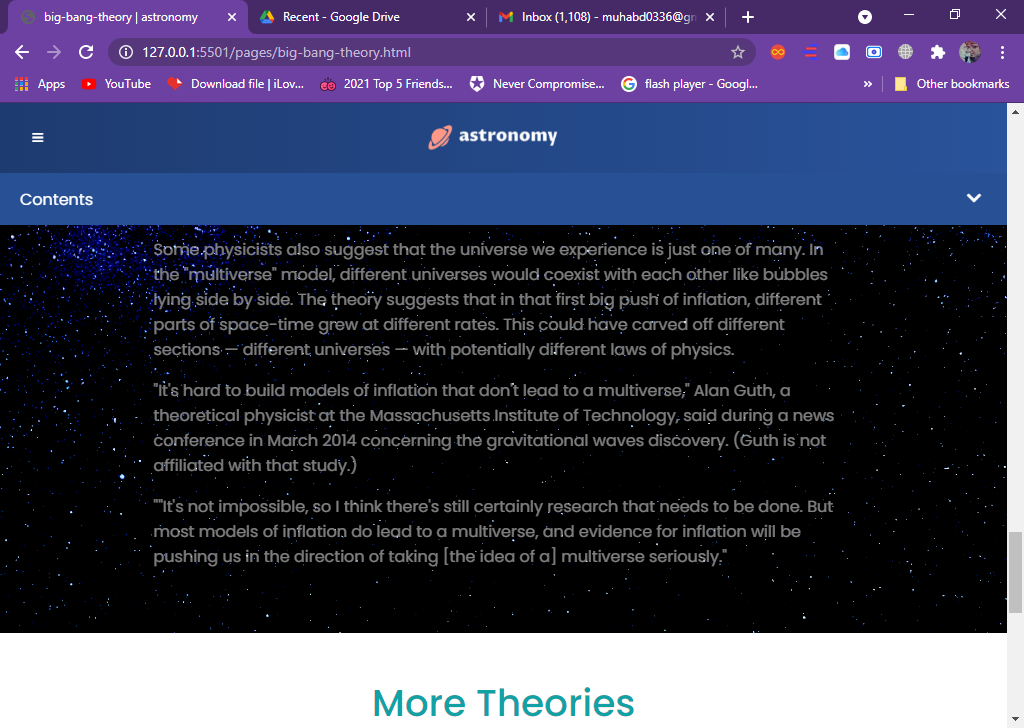 big-bang-theory | astronomy
Recent - Google Drive
Inbox (1,108) - muhabd0336@gm
127.0.0.1:5501/pages/big-bang-theory.html
Apps
YouTube
Download file | iLov...
2021 Top 5 Friends...
Never Compromise...
flash player - Googl...
»
Other bookmarks
astronomy
Contents
Some physicists also suggest that the universe we experience is just one of many. In
the "multiverse" model, different universes would coexist with each other like bubbles
lying side by side. The theory suggests that in that first big push of inflation, different
parts of space-time grew at different rates. This could have carved off different
sections — different universes — with potentially different laws of physics.
"It's hard to build models of inflation that don't lead to a multiverse," Alan Guth, a
theoretical physicist at the Massachusetts Institute of Technology, said during a news
conference in March 2014 concerning the gravitational waves discovery. (Guth is not
affiliated with that study.)
""It's not impossible, so I think there's still certainly research that needs to be done. But
most models of inflation do lead to a multiverse, and evidence for inflation will be
pushing us in the direction of taking [the idea of a] multiverse seriously."
More Theories